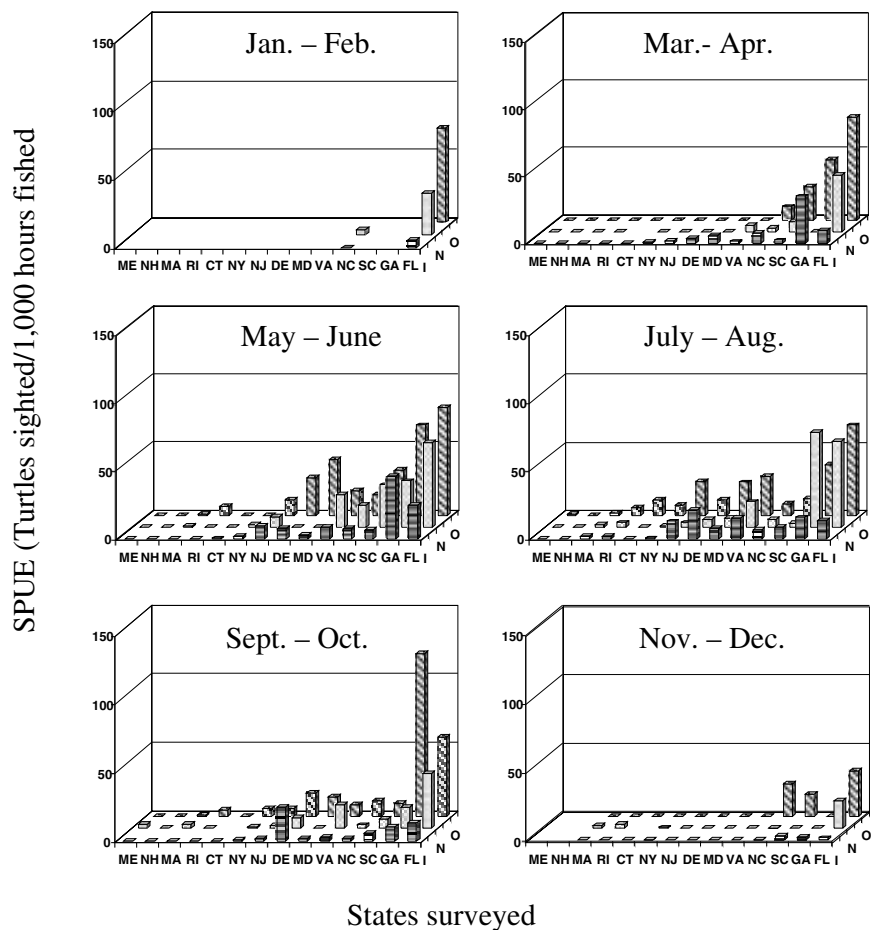 Jan. – Feb.
150
100
50
0
ME NH MA RI CT NY NJ DE MD VA NC SC GA FL I N O
Mar.- Apr.
150
100
50
0
ME NH MA RI CT NY NJ DE MD VA NC SC GA FL I N O
May – June
150
100
50
0
ME NH MA RI CT NY NJ DE MD VA NC SC GA FL I N O
July – Aug.
150
100
50
0
ME NH MA RI CT NY NJ DE MD VA NC SC GA FL I N O
Sept. – Oct.
150
100
50
0
ME NH MA RI CT NY NJ DE MD VA NC SC GA FL I N O
Nov. – Dec.
150
100
50
0
ME NH MA RI CT NY NJ DE MD VA NC SC GA FL I N O
SPUE (Turtles sighted/1,000 hours fished
States surveyed